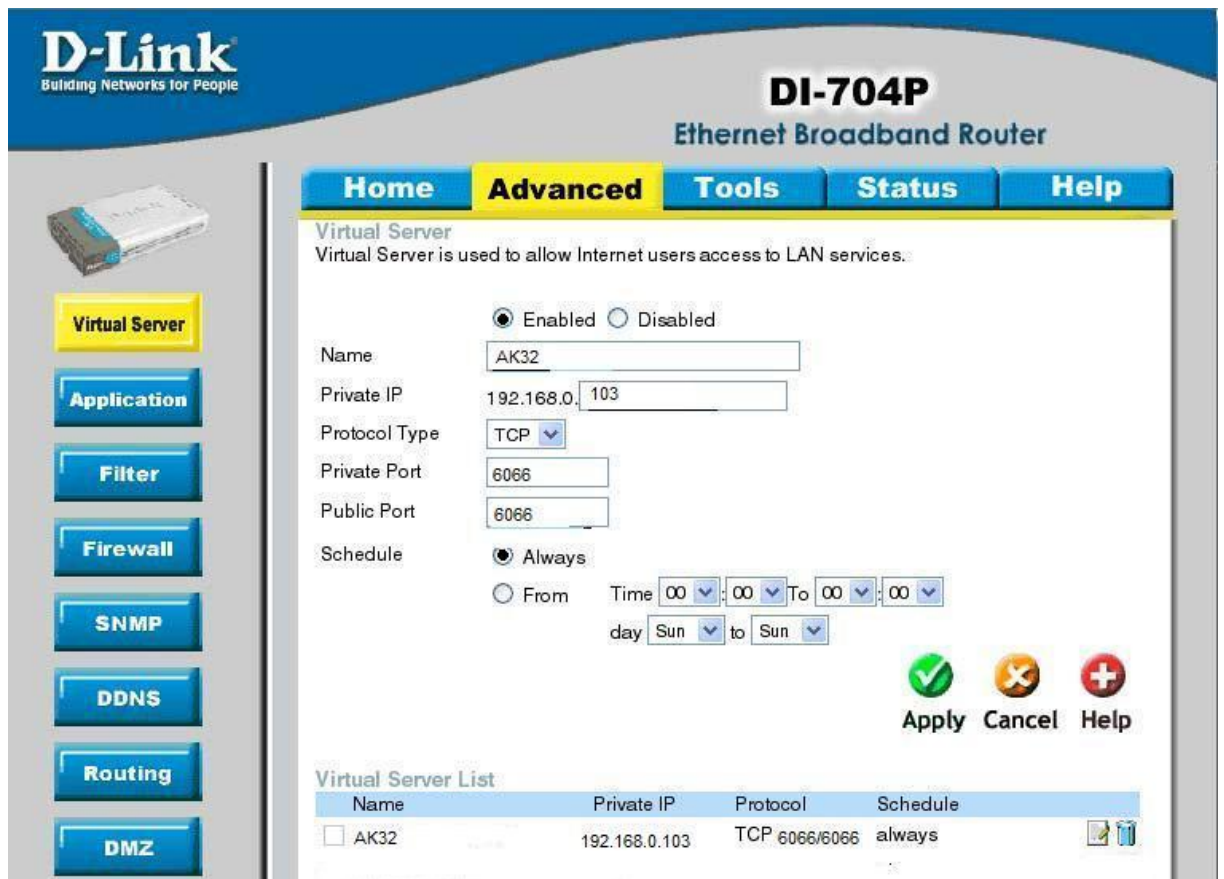 D-Link
Building Networks for People
DI-704P
Ethernet Broadband Router
Home Advanced Tools Status Help
Virtual Server
Virtual Server is used to allow Internet users access to LAN services.
Virtual Server
Enabled Disabled
Name AK32
Application
Private IP 192.168.0. 103
Protocol Type TCP
Filter
Private Port 6066
Public Port 6066
Firewall
Schedule Always
From Time 00 : 00 To 00 : 00
SNMP
day Sun to Sun
DDNS
Apply Cancel Help
Routing
Virtual Server List
Name Private IP Protocol Schedule
DMZ
AK32 192.168.0.103 TCP 6066/6066 always